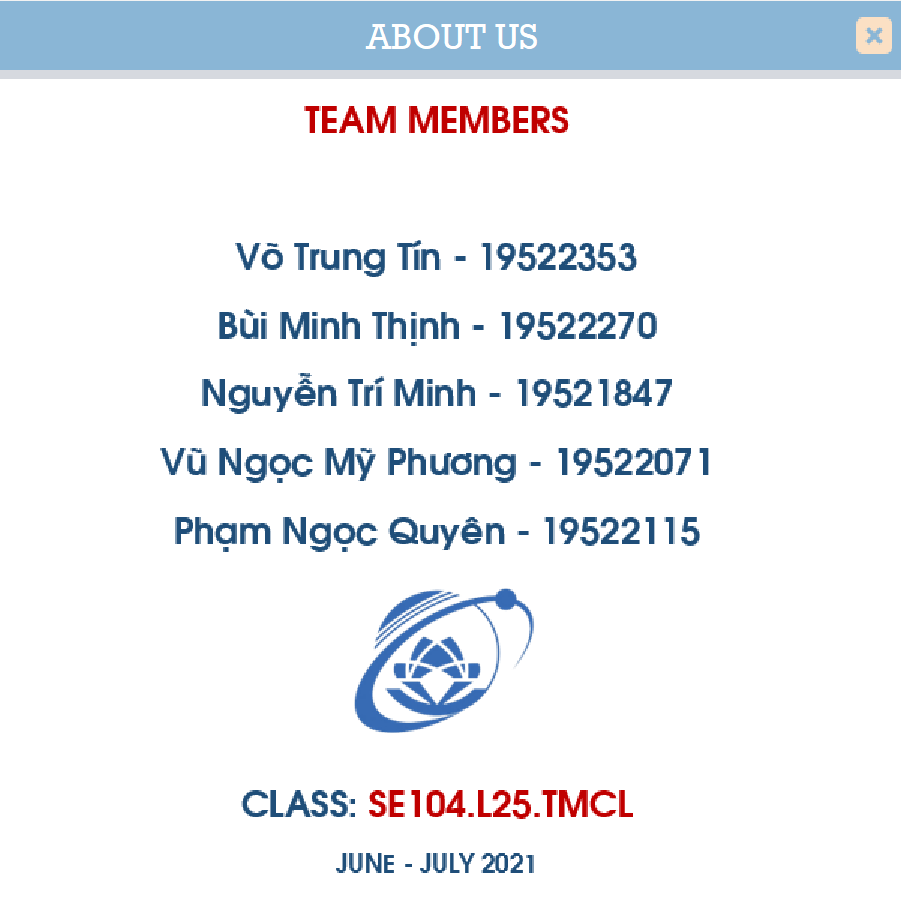 ABOUT US
TEAM MEMBERS
Võ Trung Tín - 19522353
Bùi Minh Thịnh - 19522270
Nguyễn Trí Minh - 19521847
Vũ Ngọc Mỹ Phương - 19522071
Phạm Ngọc Quyên - 19522115
CLASS: SE104.L25.TMCL
JUNE - JULY 2021